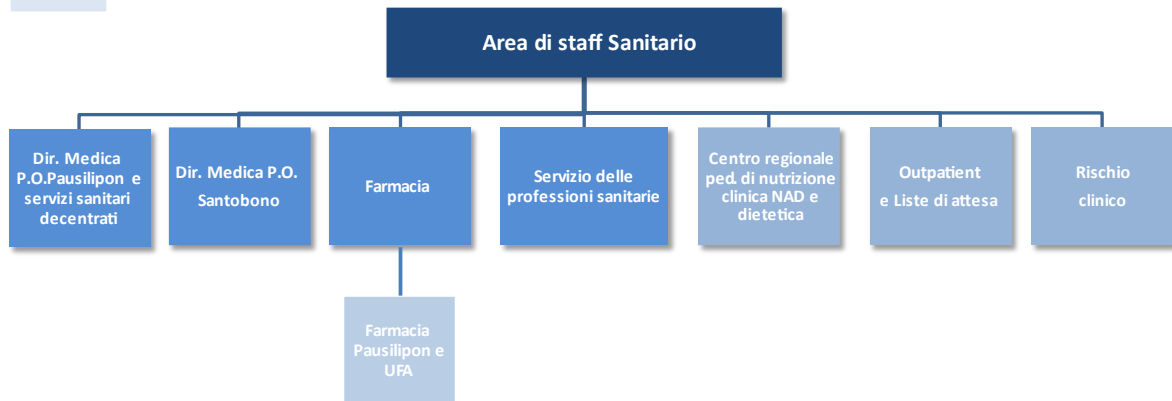 Area di staff Sanitario
Dir. Medica
P.O.Pausilipon e
servizi sanitari
decentrati
Dir. Medica P.O.
Santobono
Farmacia
Servizio delle
professioni sanitarie
Centro regionale
ped. di nutrizione
clinica NAD e
dietetica
Outpatient
e Liste di attesa
Rischio
clinico
Farmacia
Pausilipon e
UFA